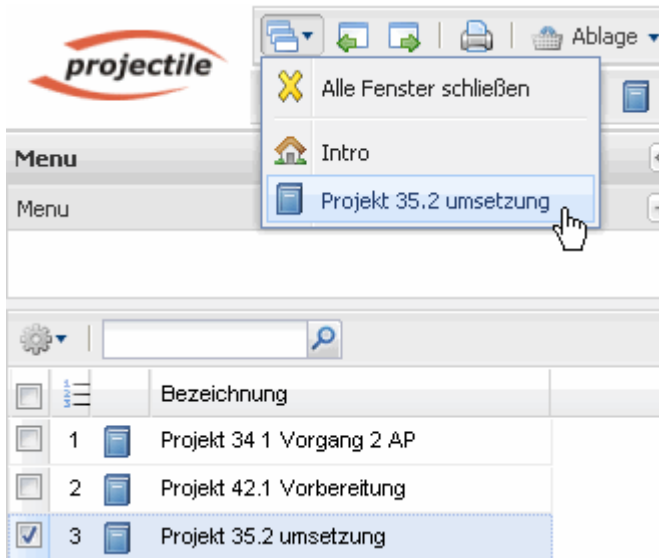 projectile
Ablage
Alle Fenster schließen
Intro
Projekt 35.2 umsetzung
Menu
Menu
Bezeichnung
1 Projekt 34 1 Vorgang 2 AP
2 Projekt 42.1 Vorbereitung
3 Projekt 35.2 umsetzung